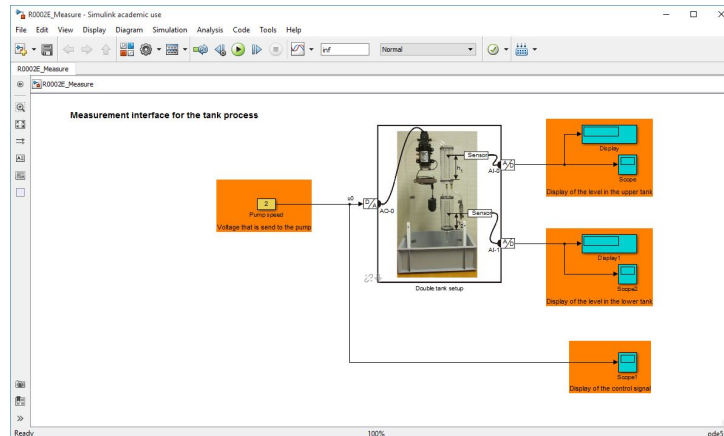 R0002E_Measure - Simulink academic use
File Edit View Display Diagram Simulation Analysis Code Tools Help
inf Normal
R0002E_Measure
R0002E_Measure
Measurement interface for the tank process
Display
Scope
Display of the level in the upper tank
Sensor
A/D
AI-0
2
Pump speed
Voltage that is send to the pump
D/A
AO-0
Sensor
A/D
AI-1
Double tank setup
Display1
Scope2
Display of the level in the lower tank
Scope1
Display of the control signal
Ready 100%